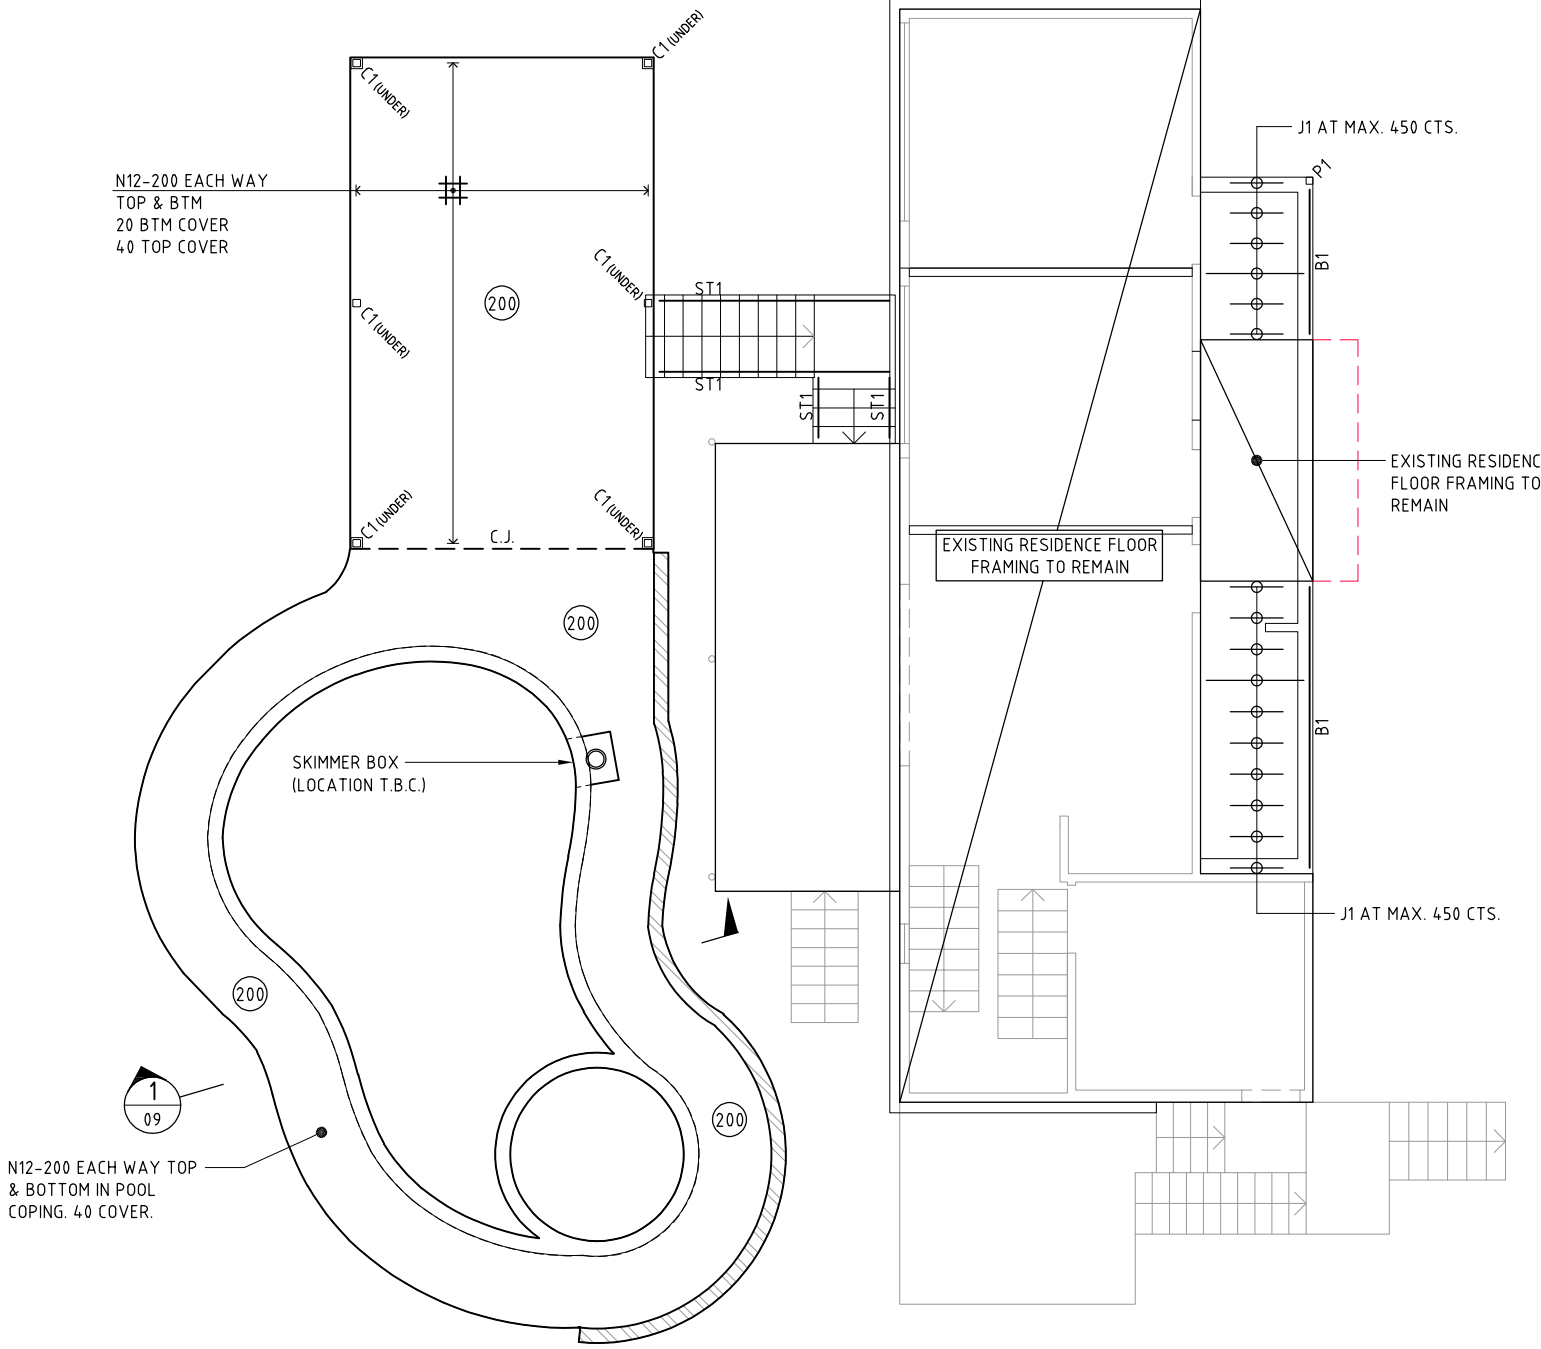 C1 (UNDER)
C1 (UNDER)
J1 AT MAX. 450 CTS.
P1
N12-200 EACH WAY
TOP & BTM
20 BTM COVER
40 TOP COVER
C1 (UNDER)
B1
ST1
200
C1 (UNDER)
ST1
ST1
ST1
EXISTING RESIDENC
FLOOR FRAMING TO
REMAIN
C1 (UNDER)
C1 (UNDER)
C.J.
EXISTING RESIDENCE FLOOR
FRAMING TO REMAIN
200
B1
SKIMMER BOX
(LOCATION T.B.C.)
J1 AT MAX. 450 CTS.
200
1
09
200
N12-200 EACH WAY TOP
& BOTTOM IN POOL
COPING. 40 COVER.